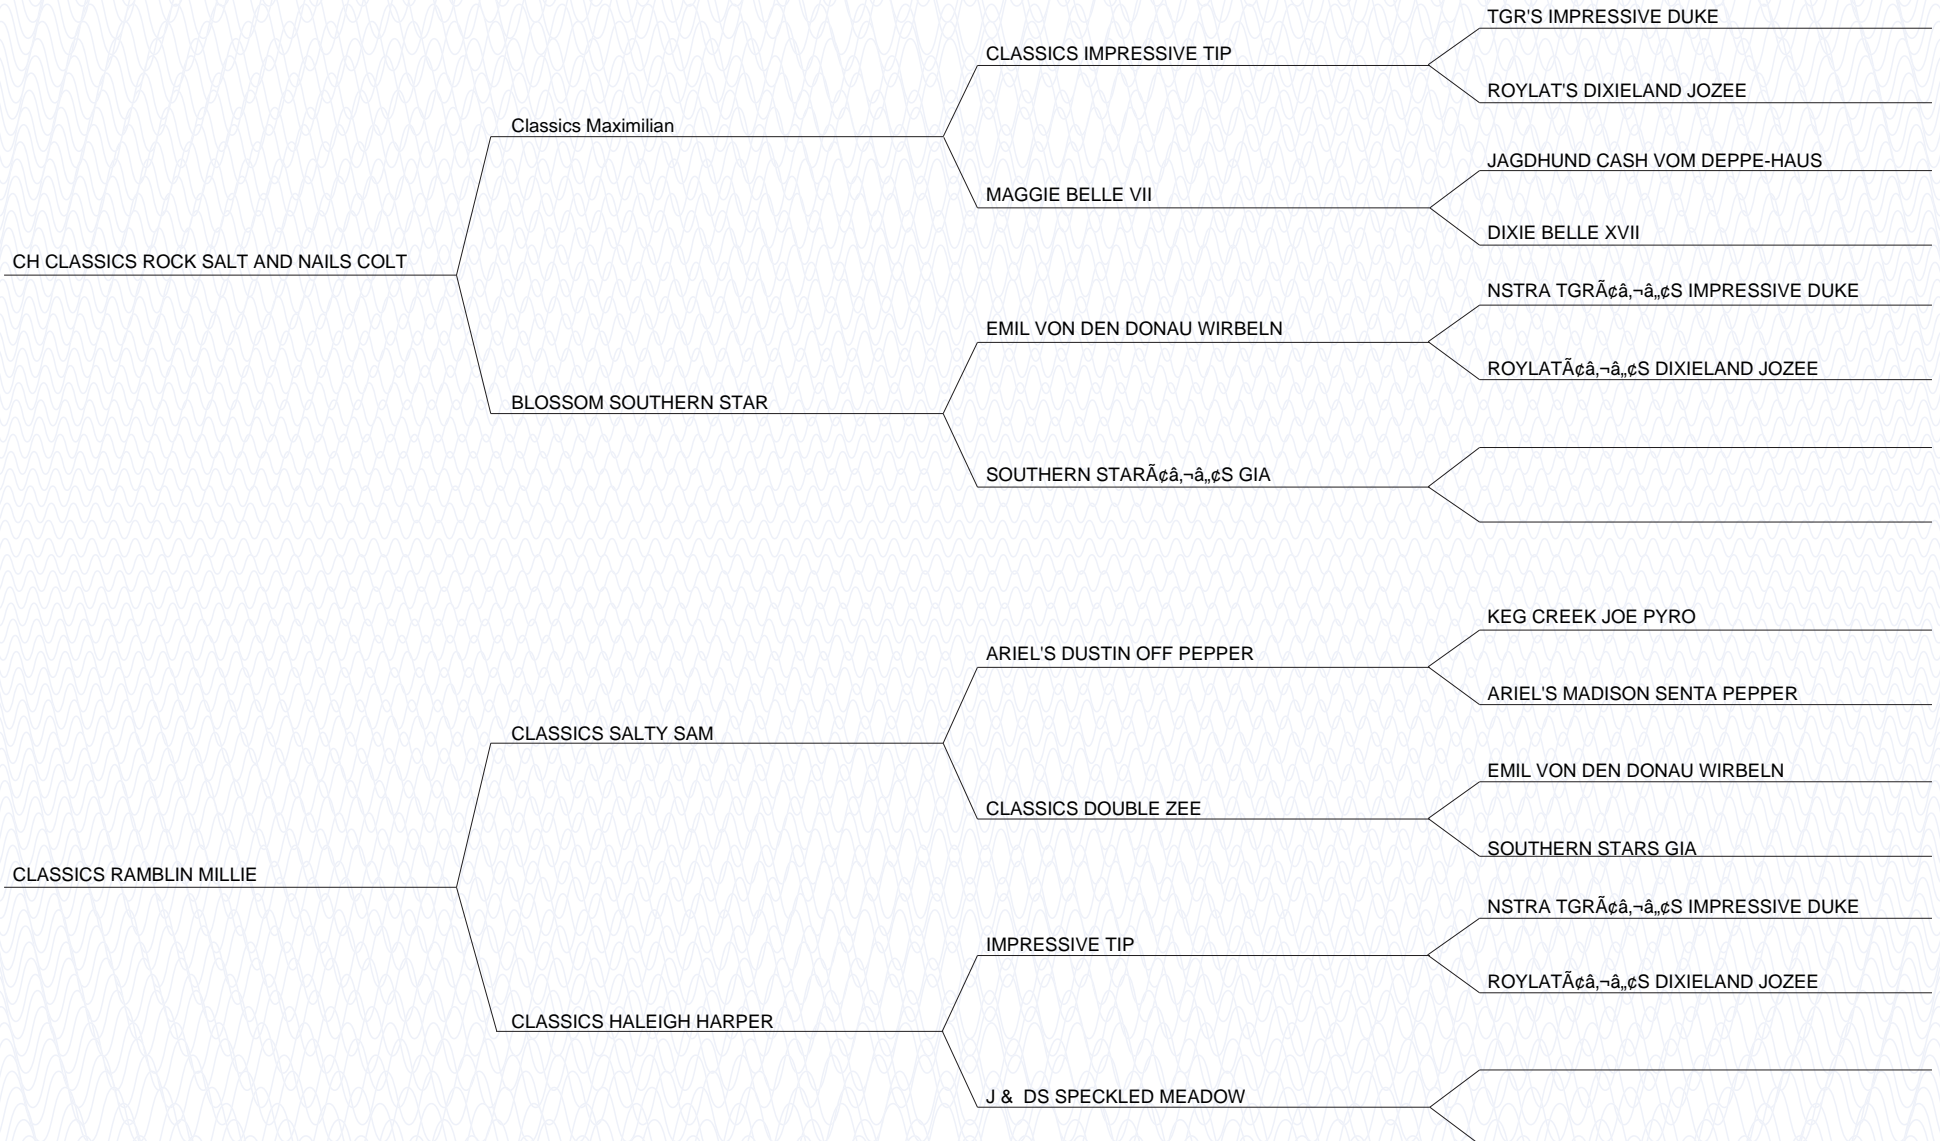 TGR'S IMPRESSIVE DUKE
CLASSICS IMPRESSIVE TIP
ROYLAT'S DIXIELAND JOZEE
Classics Maximilian
JAGDHUND CASH VOM DEPPE-HAUS
MAGGIE BELLE VII
DIXIE BELLE XVII
CH CLASSICS ROCK SALT AND NAILS COLT
NSTRA TGRÃ¢â‚¬â„¢S IMPRESSIVE DUKE
EMIL VON DEN DONAU WIRBELN
ROYLATÃ¢â‚¬â„¢S DIXIELAND JOZEE
BLOSSOM SOUTHERN STAR
SOUTHERN STARÃ¢â‚¬â„¢S GIA
KEG CREEK JOE PYRO
ARIEL'S DUSTIN OFF PEPPER
ARIEL'S MADISON SENTA PEPPER
CLASSICS SALTY SAM
EMIL VON DEN DONAU WIRBELN
CLASSICS DOUBLE ZEE
SOUTHERN STARS GIA
CLASSICS RAMBLIN MILLIE
NSTRA TGRÃ¢â‚¬â„¢S IMPRESSIVE DUKE
IMPRESSIVE TIP
ROYLATÃ¢â‚¬â„¢S DIXIELAND JOZEE
CLASSICS HALEIGH HARPER
J & DS SPECKLED MEADOW